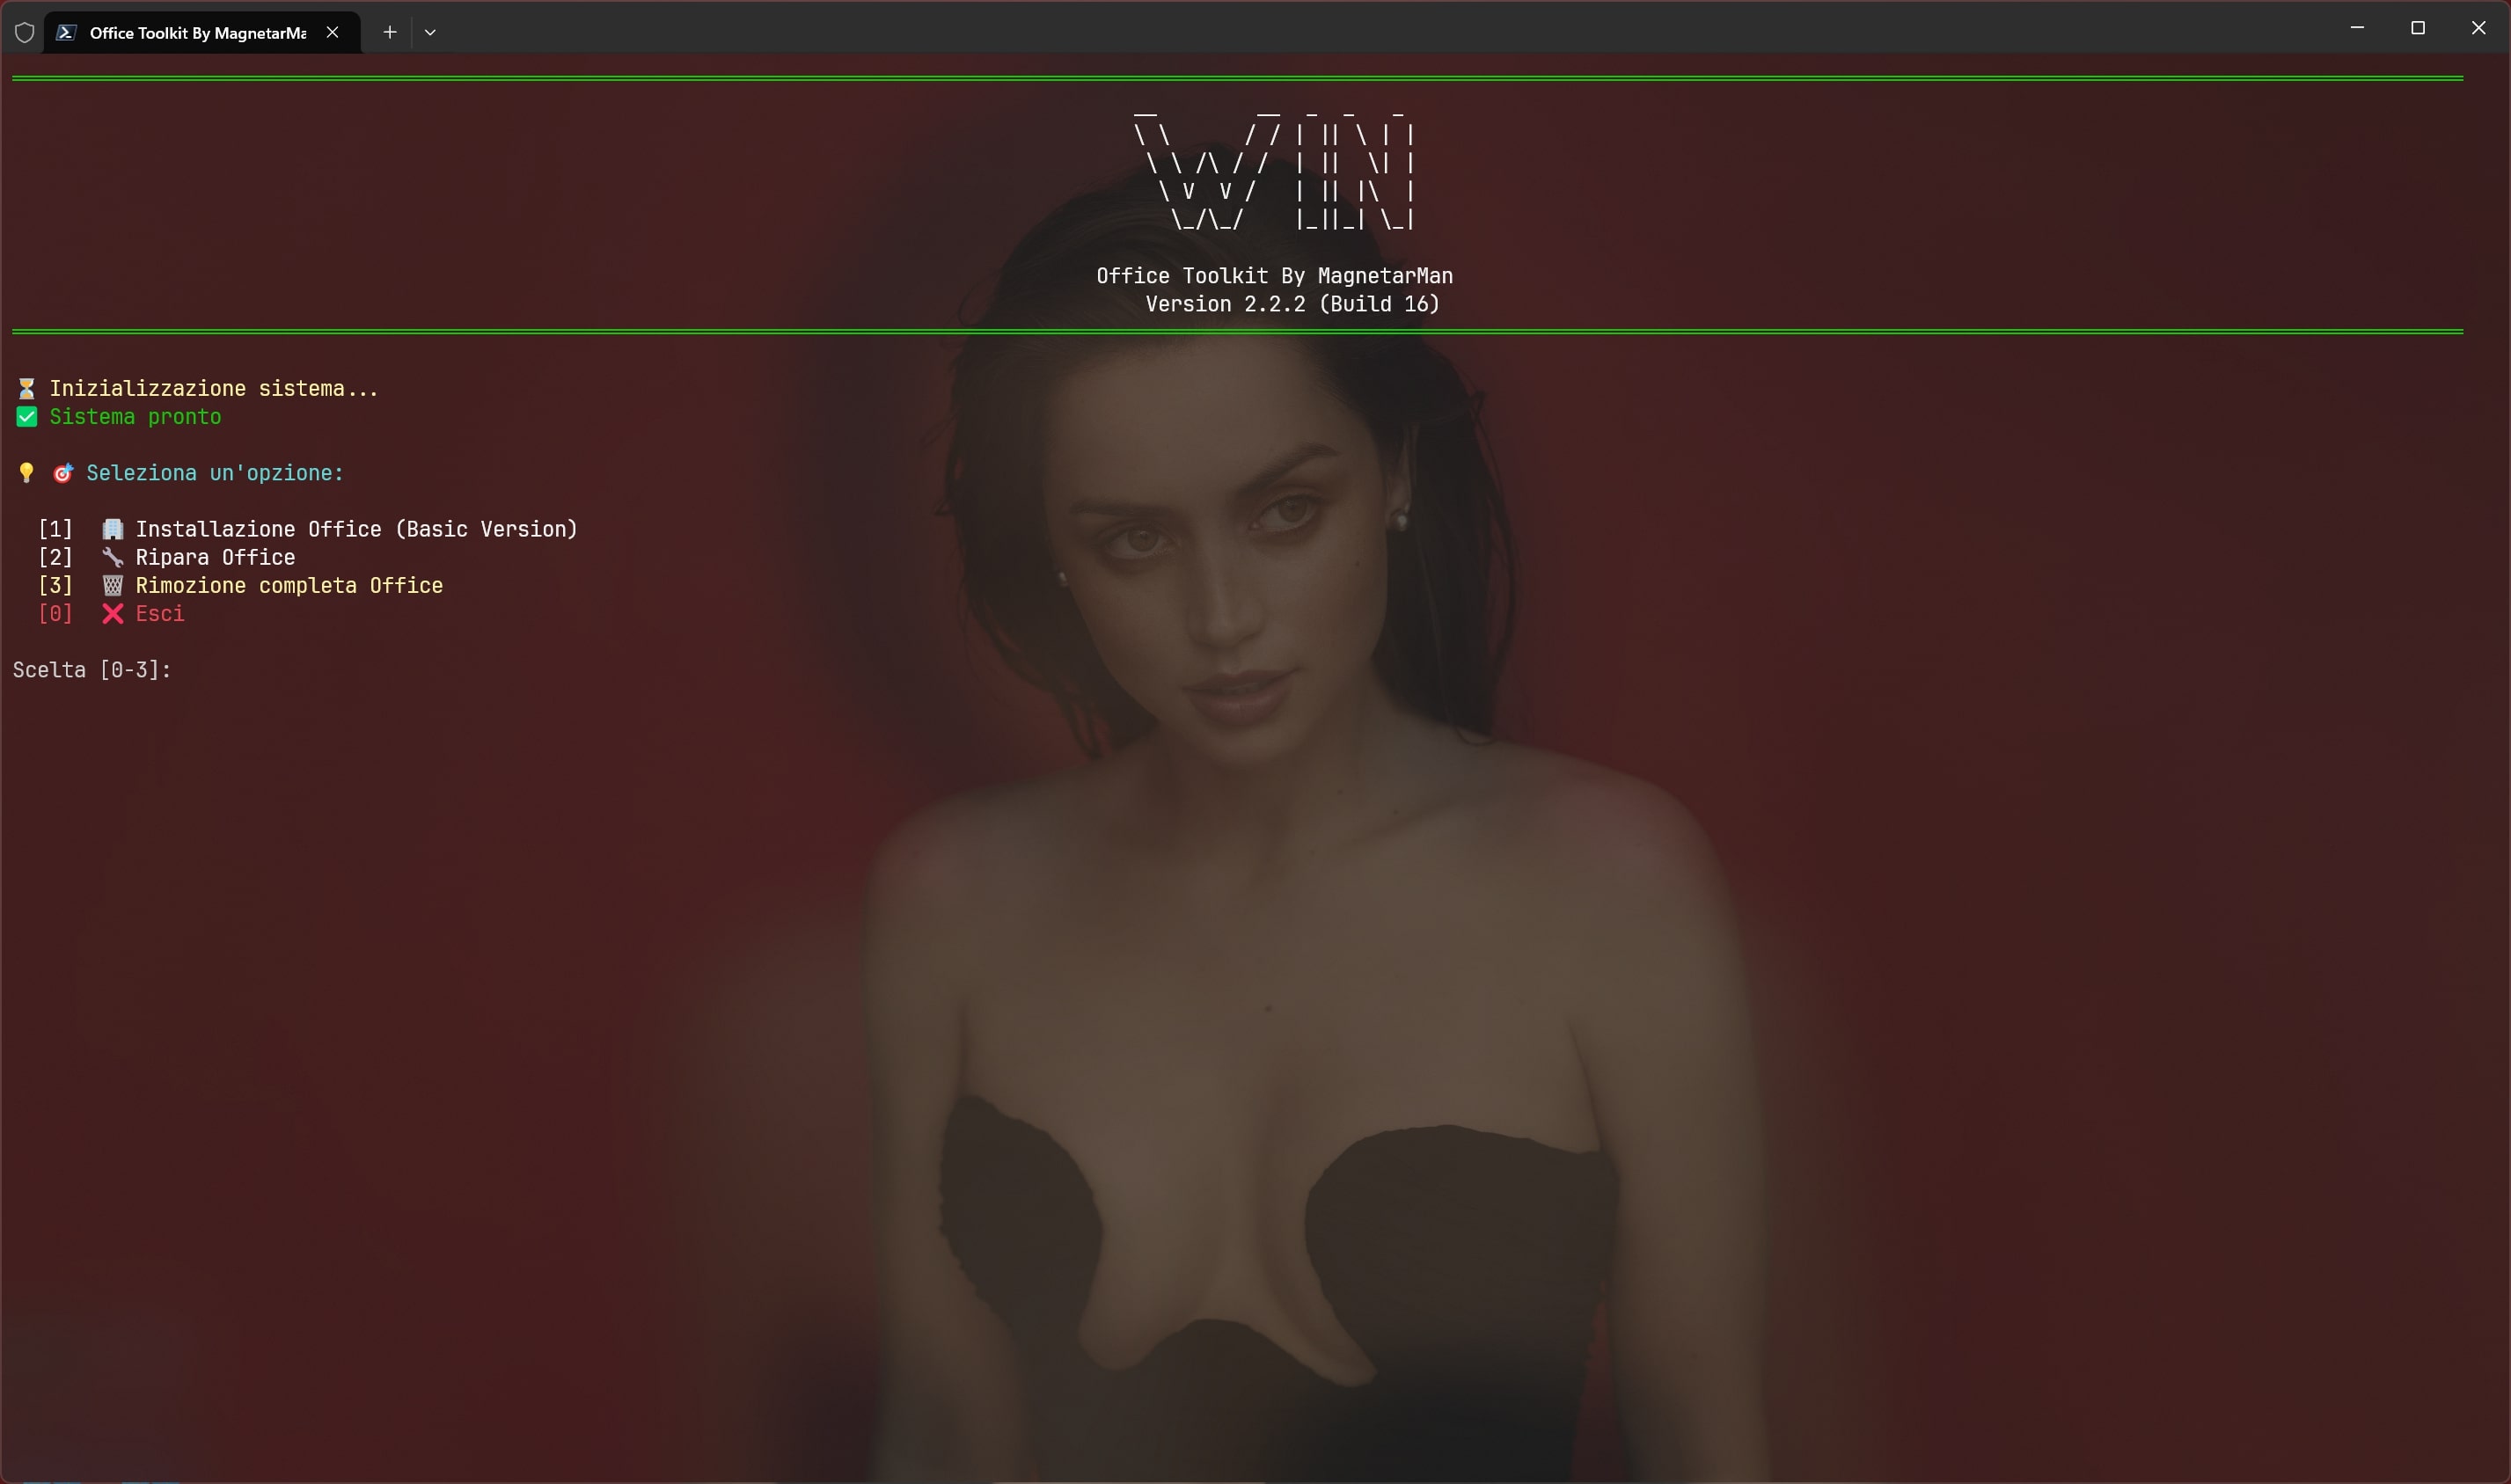 Office Toolkit By MagnetarMa
WIN
Office Toolkit By MagnetarMan
Version 2.2.2 (Build 16)
Inizializzazione sistema...
Sistema pronto
Seleziona un'opzione:
[1] Installazione Office (Basic Version)
[2] Ripara Office
[3] Rimozione completa Office
[0] Esci
Scelta [0-3]: